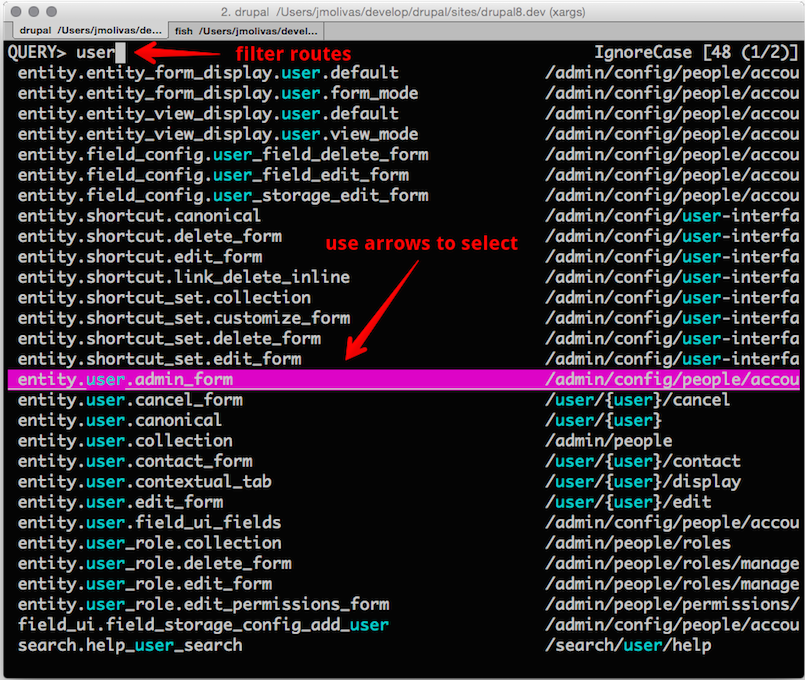 2. drupal /Users/jmolivas/develop/drupal/sites/drupal8.dev (xargs)
drupal /Users/jmolivas/de... fish /Users/jmolivas/devel...
QUERY> user filter routes IgnoreCase [48 (1/2)]
entity.entity_form_display.user.default /admin/config/people/accou
entity.entity_form_display.user.form_mode /admin/config/people/accou
entity.entity_view_display.user.default /admin/config/people/accou
entity.entity_view_display.user.view_mode /admin/config/people/accou
entity.field_config.user_field_delete_form /admin/config/people/accou
entity.field_config.user_field_edit_form /admin/config/people/accou
entity.field_config.user_storage_edit_form /admin/config/people/accou
entity.shortcut.canonical /admin/config/user-interfa
entity.shortcut.delete_form /admin/config/user-interfa
use arrows to select
entity.shortcut.edit_form /admin/config/user-interfa
entity.shortcut.link_delete_inline /admin/config/user-interfa
entity.shortcut_set.collection /admin/config/user-interfa
entity.shortcut_set.customize_form /admin/config/user-interfa
entity.shortcut_set.delete_form /admin/config/user-interfa
entity.shortcut_set.edit_form /admin/config/user-interfa
entity.user.admin_form /admin/config/people/accou
entity.user.cancel_form /user/{user}/cancel
entity.user.canonical /user/{user}
entity.user.collection /admin/people
entity.user.contact_form /user/{user}/contact
entity.user.contextual_tab /user/{user}/display
entity.user.edit_form /user/{user}/edit
entity.user.field_ui_fields /admin/config/people/accou
entity.user_role.collection /admin/people/roles
entity.user_role.delete_form /admin/people/roles/manage
entity.user_role.edit_form /admin/people/roles/manage
entity.user_role.edit_permissions_form /admin/people/permissions/
field_ui.field_storage_config_add_user /admin/config/people/accou
search.help_user_search /search/user/help